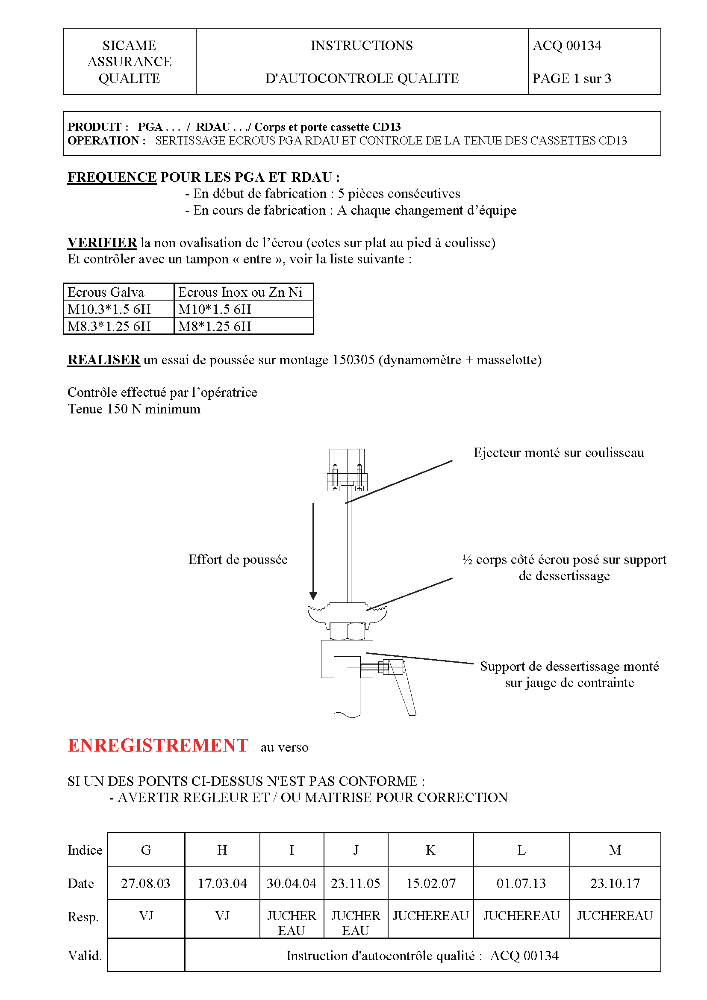 SICAME
ASSURANCE
QUALITE
INSTRUCTIONS
D'AUTOCONTROLE QUALITE
ACQ 00134
PAGE 1 sur 3
PRODUIT : PGA . . . / RDAU . . ./ Corps et porte cassette CD13
OPERATION : SERTISSAGE ECROUS PGA RDAU ET CONTROLE DE LA TENUE DES CASSETTES CD13
FREQUENCE POUR LES PGA ET RDAU :
- En début de fabrication : 5 pièces consécutives
- En cours de fabrication : A chaque changement d’équipe
VERIFIER la non ovalisation de l’écrou (cotes sur plat au pied à coulisse)
Et contrôler avec un tampon « entre », voir la liste suivante :
Ecrous Galva Ecrous Inox ou Zn Ni
M10.3*1.5 6H M10*1.5 6H
M8.3*1.25 6H M8*1.25 6H
REALISER un essai de poussée sur montage 150305 (dynamomètre + masselotte)
Contrôle effectué par l’opératrice
Tenue 150 N minimum
Ejecteur monté sur coulisseau
Effort de poussée
½ corps côté écrou posé sur support
de dessertissage
Support de dessertissage monté
sur jauge de contrainte
ENREGISTREMENT au verso
SI UN DES POINTS CI-DESSUS N'EST PAS CONFORME :
- AVERTIR REGLEUR ET / OU MAITRISE POUR CORRECTION
Indice G H I J K L M
Date 27.08.03 17.03.04 30.04.04 23.11.05 15.02.07 01.07.13 23.10.17
Resp. VJ VJ JUCHER JUCHER JUCHEREAU JUCHEREAU JUCHEREAU
EAU EAU
Valid. Instruction d'autocontrôle qualité : ACQ 00134